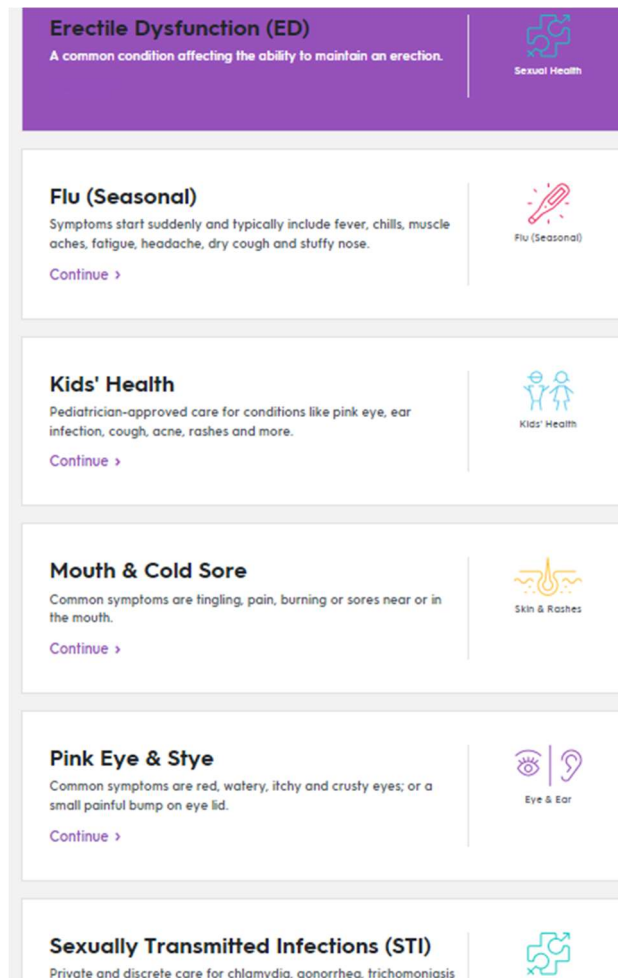 Erectile Dysfunction (ED)
A common condition affecting the ability to maintain an erection.
Sexual Health
Flu (Seasonal)
Symptoms start suddenly and typically include fever, chills, muscle
aches, fatigue, headache, dry cough and stuffy nose.
Continue ›
Flu (Seasonal)
Kids' Health
Pediatrician-approved care for conditions like pink eye, ear
infection, cough, acne, rashes and more.
Continue ›
Kids' Health
Mouth & Cold Sore
Common symptoms are tingling, pain, burning or sores near or in
the mouth.
Continue ›
Skin & Rashes
Pink Eye & Stye
Common symptoms are red, watery, itchy and crusty eyes; or a
small painful bump on eye lid.
Continue ›
Eye & Ear
Sexually Transmitted Infections (STI)
Private and discrete care for chlamydia, gonorrhea, trichomoniasis